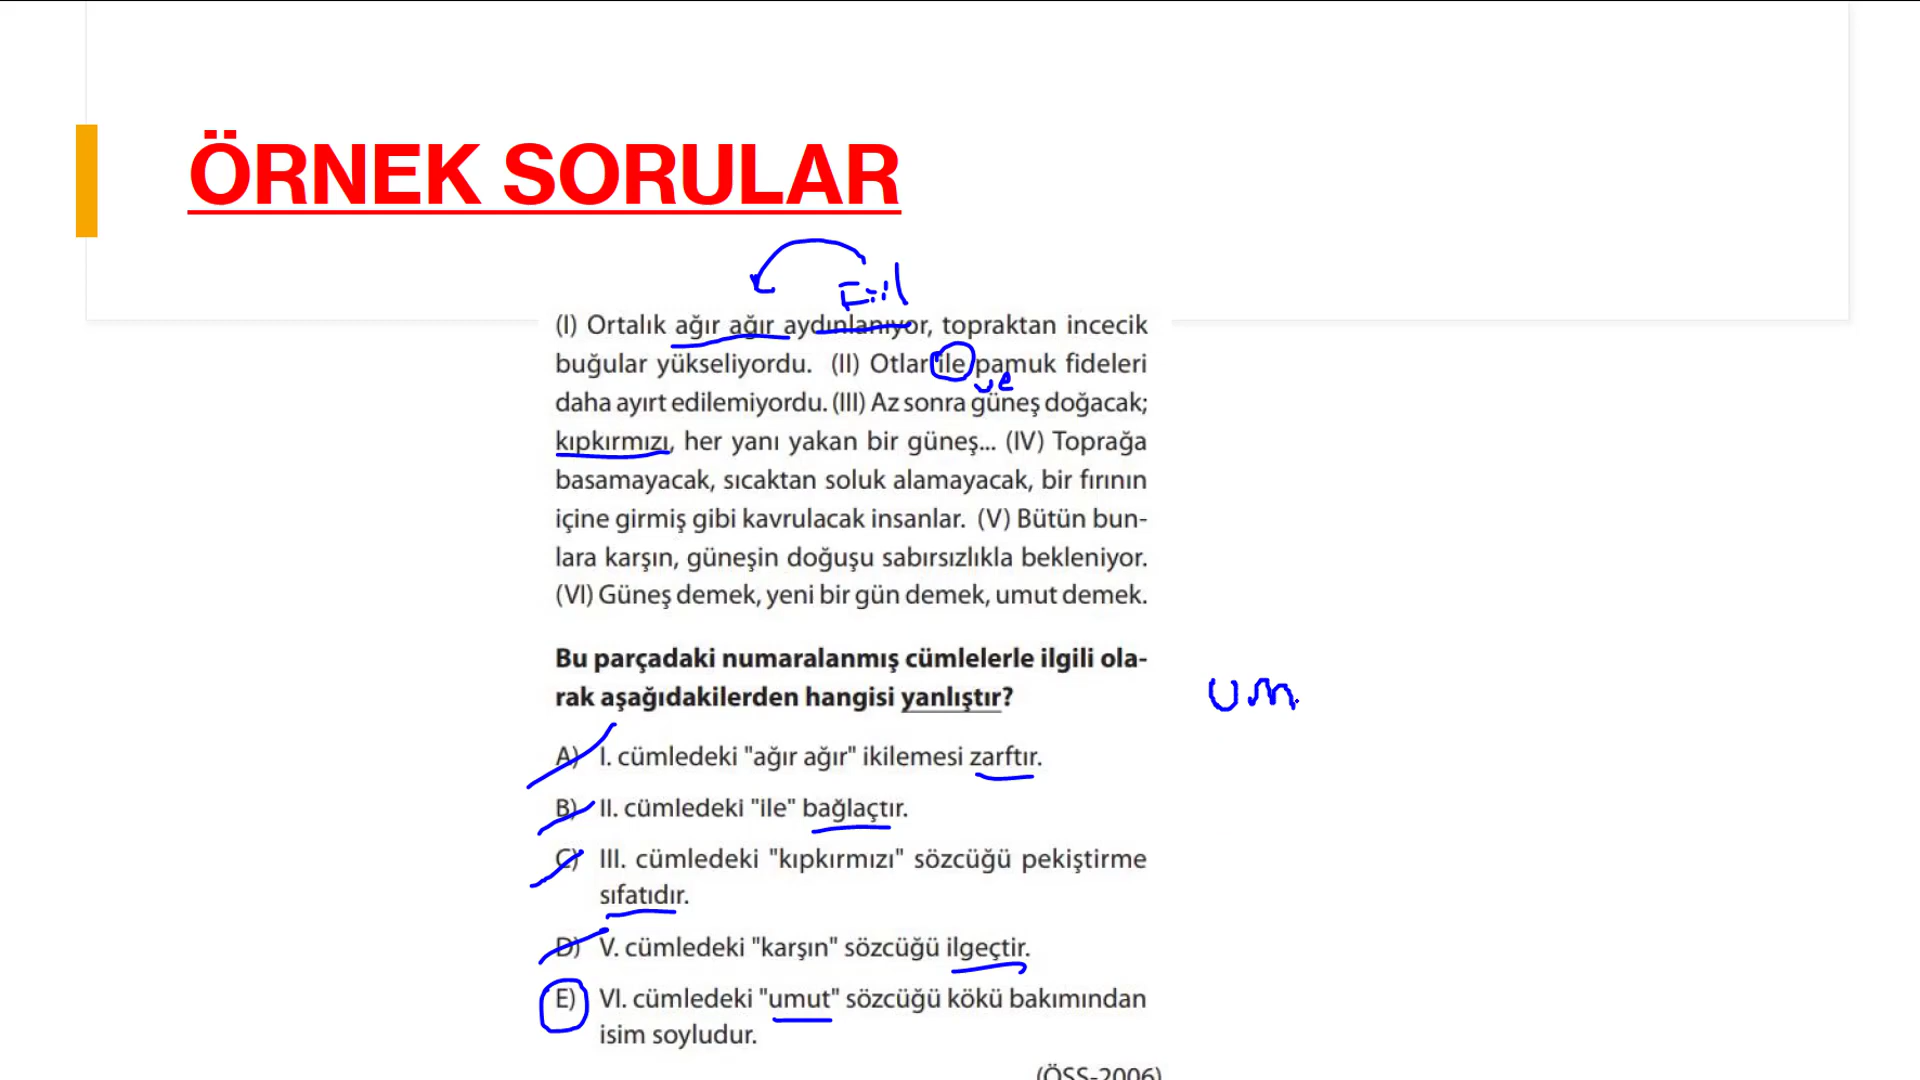 ÖRNEK SORULAR
Fiil
(I) Ortalık ağır ağır aydınlanıyor, topraktan incecik
buğular yükseliyordu. (II) Otlar ile pamuk fideleri
ve
daha ayırt edilemiyordu. (III) Az sonra güneş doğacak;
kıpkırmızı, her yanı yakan bir güneş... (IV) Toprağa
basamayacak, sıcaktan soluk alamayacak, bir fırının
içine girmiş gibi kavrulacak insanlar. (V) Bütün bun-
lara karşın, güneşin doğuşu sabırsızlıkla bekleniyor.
(VI) Güneş demek, yeni bir gün demek, umut demek.
Bu parçadaki numaralanmış cümlelerle ilgili ola-
rak aşağıdakilerden hangisi yanlıştır?
um
A) I. cümledeki "ağır ağır" ikilemesi zarftır.
B) II. cümledeki "ile" bağlaçtır.
C) III. cümledeki "kıpkırmızı" sözcüğü pekiştirme
sıfatıdır.
D) V. cümledeki "karşın" sözcüğü ilgeçtir.
E) VI. cümledeki "umut" sözcüğü kökü bakımından
isim soyludur.
(ÖSS-2006)